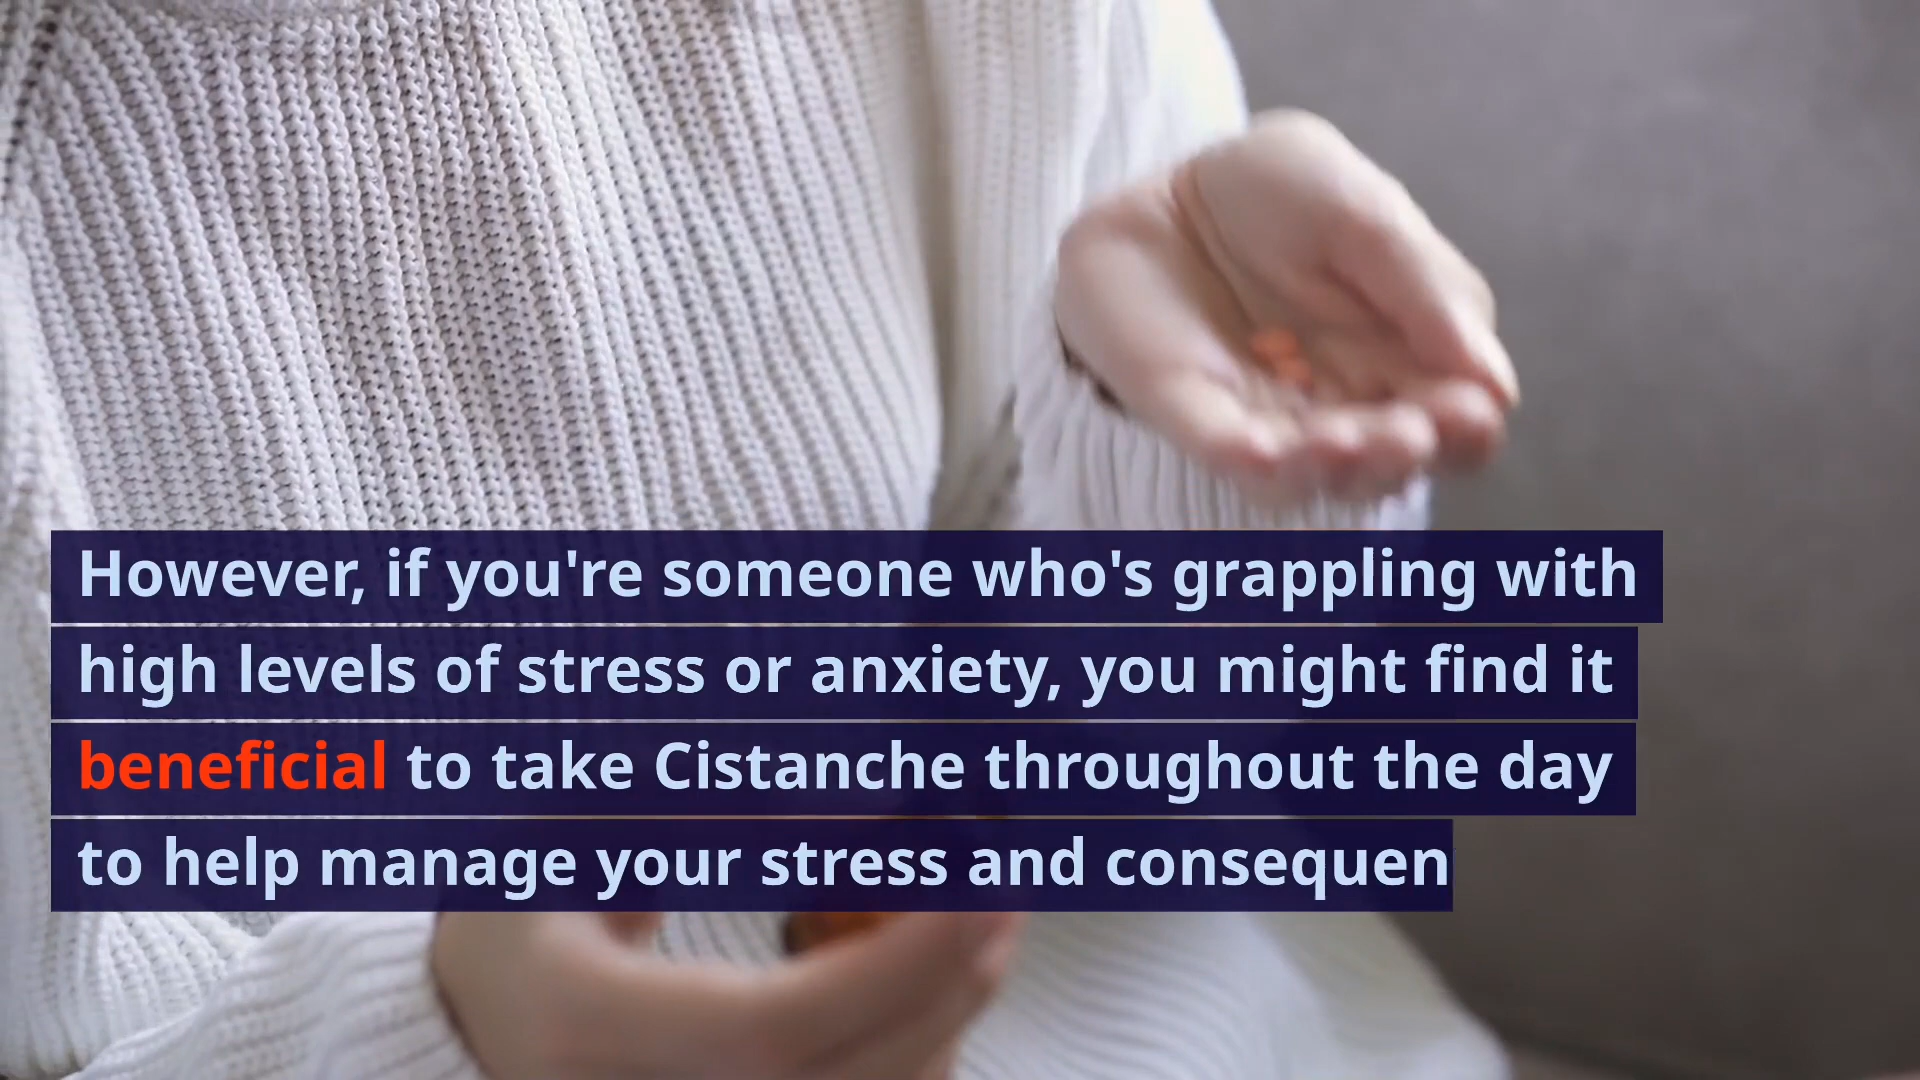 However, if you're someone who's grappling with
high levels of stress or anxiety, you might find it
beneficial to take Cistanche throughout the day
to help manage your stress and consequen